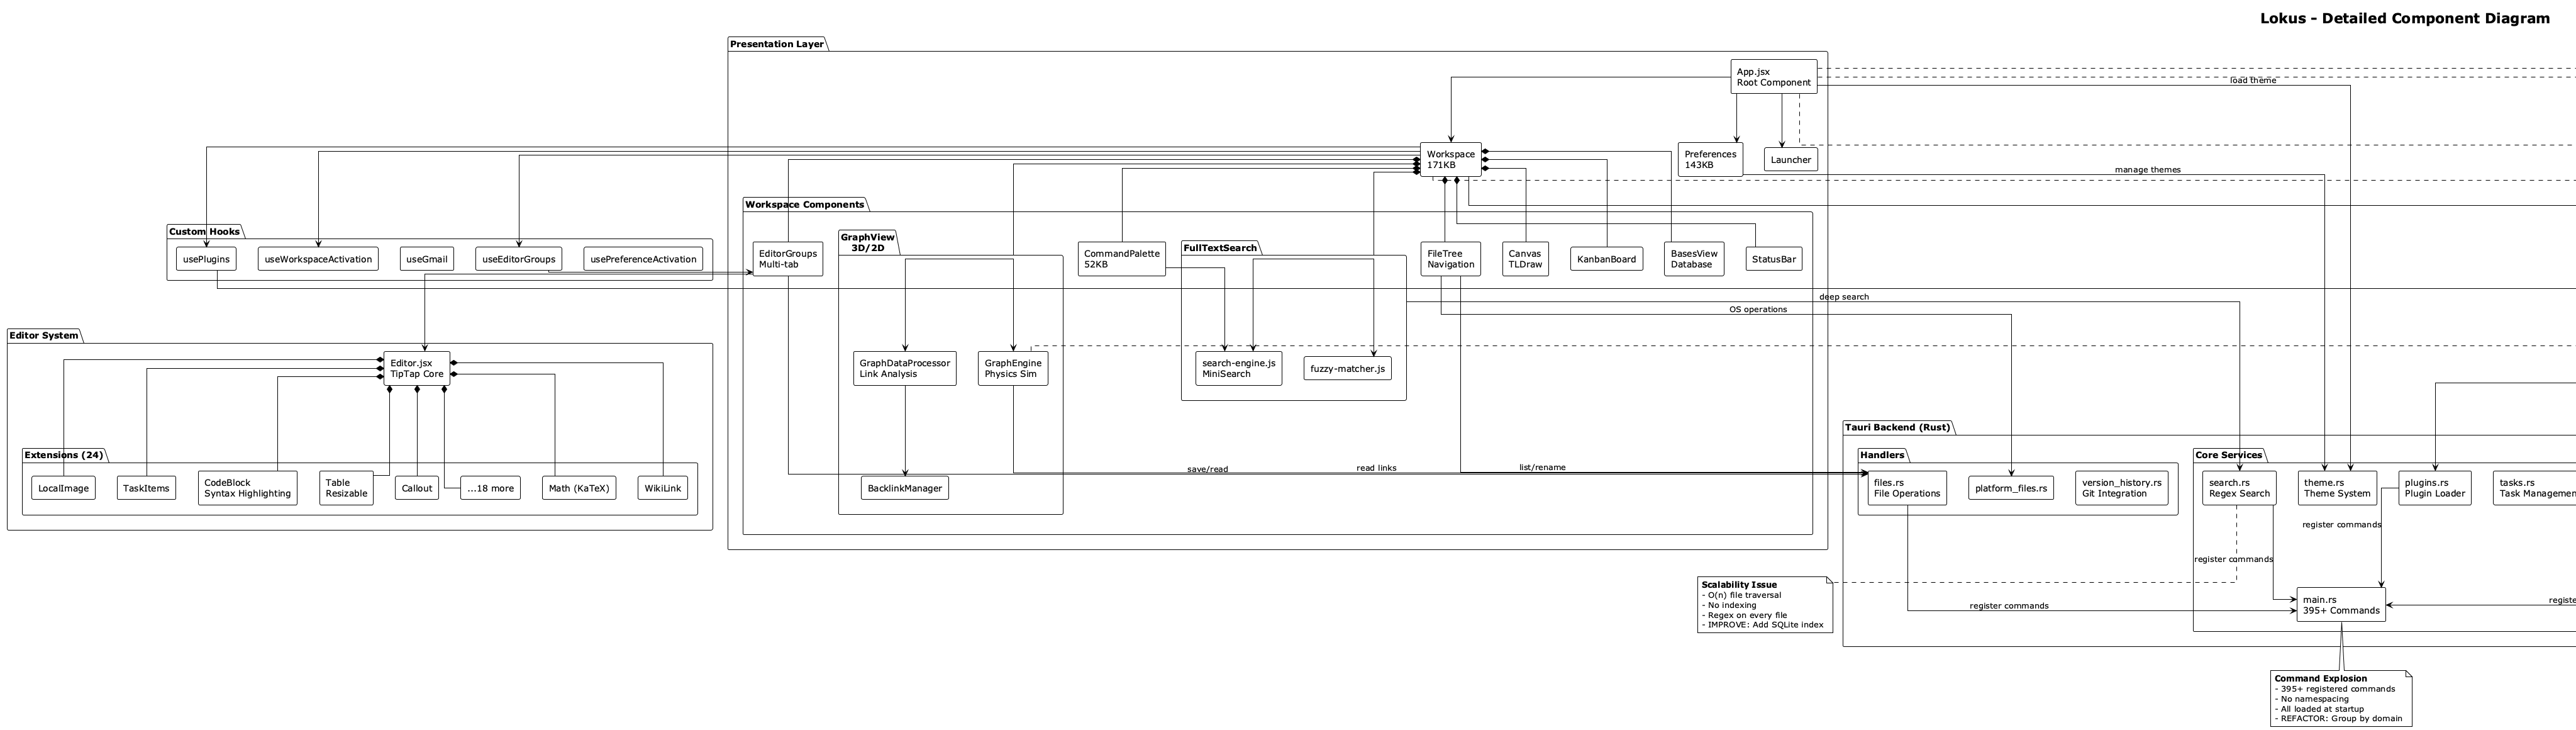 Lokus - Detailed Component Diagram
Presentation Layer
App.jsx
Root Component
load theme
Workspace
171KB
Preferences
143KB
Launcher
manage themes
Workspace Components
Custom Hooks
usePlugins
useWorkspaceActivation
useGmail
useEditorGroups
usePreferenceActivation
EditorGroups
Multi-tab
GraphView
3D/2D
CommandPalette
52KB
FullTextSearch
FileTree
Navigation
Canvas
TLDraw
KanbanBoard
BasesView
Database
StatusBar
deep search
OS operations
Editor System
Editor.jsx
TipTap Core
GraphDataProcessor
Link Analysis
GraphEngine
Physics Sim
search-engine.js
MiniSearch
fuzzy-matcher.js
Tauri Backend (Rust)
Extensions (24)
LocalImage
TaskItems
CodeBlock
Syntax Highlighting
Table
Resizable
Callout
...18 more
Math (KaTeX)
WikiLink
BacklinkManager
save/read
read links
list/rename
Handlers
files.rs
File Operations
platform_files.rs
version_history.rs
Git Integration
Core Services
search.rs
Regex Search
theme.rs
Theme System
plugins.rs
Plugin Loader
tasks.rs
Task Managemen
register commands
register commands
Scalability Issue
- O(n) file traversal
- No indexing
- Regex on every file
- IMPROVE: Add SQLite index
register commands
main.rs
395+ Commands
registe
Command Explosion
- 395+ registered commands
- No namespacing
- All loaded at startup
- REFACTOR: Group by domain